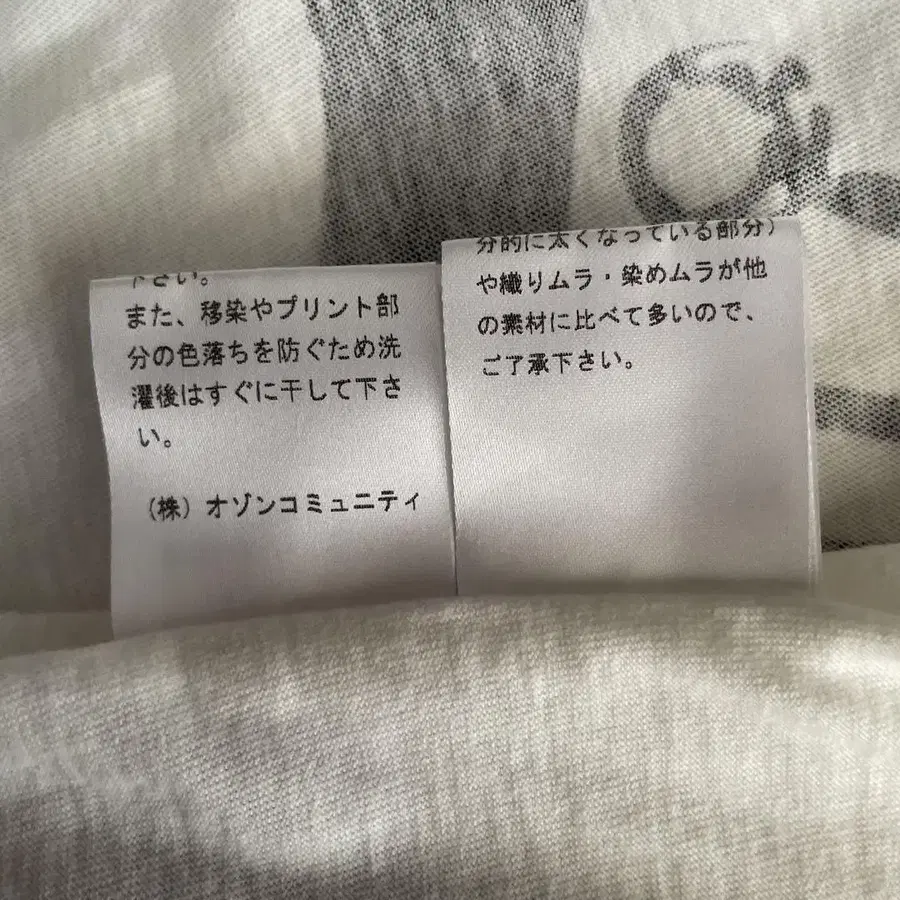 下さい。
また、移染やプリント部
分の色落ちを防ぐため洗
濯後はすぐに干して下さ
い。
（株）オゾンコミュニティ
分的に太くなっている部分）
や織りムラ・染めムラが他
の素材に比べて多いので、
ご了承下さい。